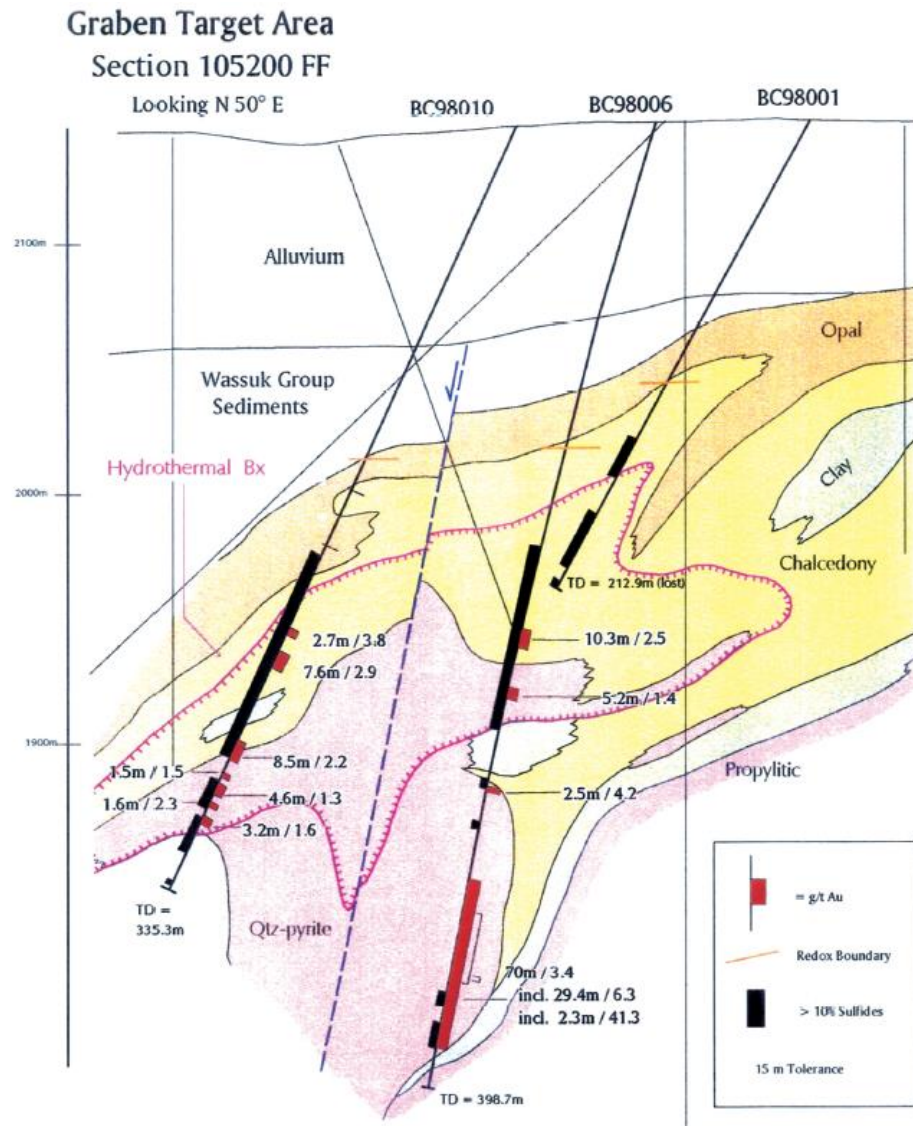 Graben Target Area
Section 105200 FF
Looking N 50° E
BC98010
BC98006
BC98001
2100m
Alluvium
Opal
Wassuk Group
Sediments
Hydrothermal Bx
Clay
2000m
Chalcedony
TD = 212.9m (lost)
2.7m / 3.8
10.3m / 2.5
7.6m / 2.9
5.2m / 1.4
1900m
8.5m / 2.2
Propylitic
1.5m / 1.5
4.6m / 1.3
2.5m / 4.2
1.6m / 2.3
3.2m / 1.6
= g/t Au
TD =
335.3m
Qtz-pyrite
Redox Boundary
70m / 3.4
incl. 29.4m / 6.3
incl. 2.3m / 41.3
> 10% Sulfides
15 m Tolerance
TD = 398.7m